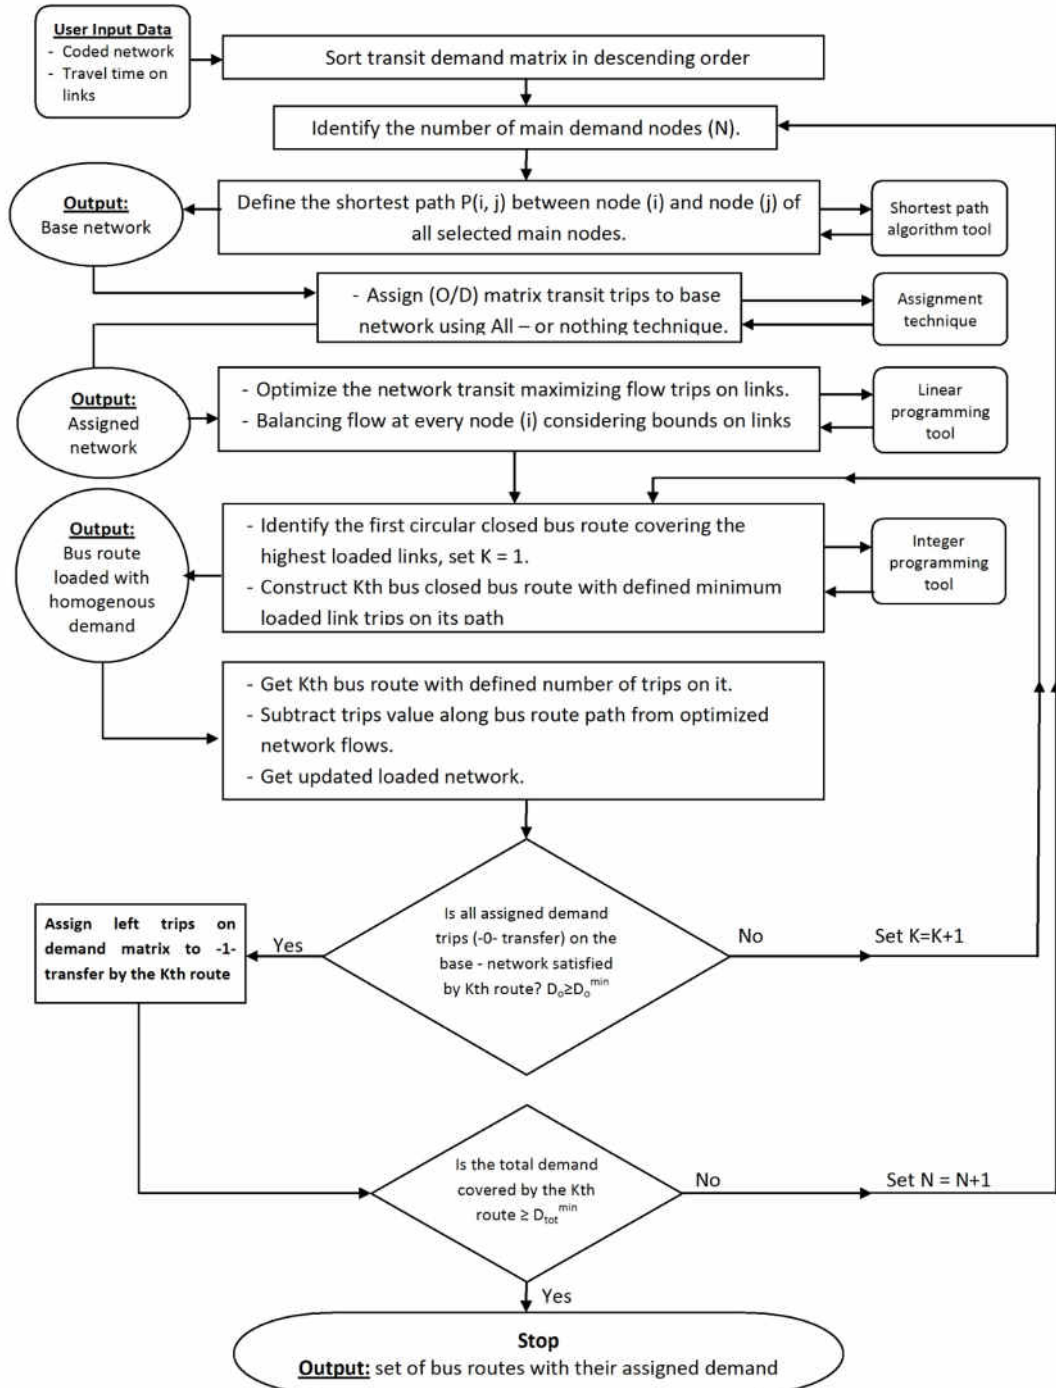 User Input Data
- Coded network
- Travel time on
links
Sort transit demand matrix in descending order
Identify the number of main demand nodes (N).
Output:
Base network
Define the shortest path P(i, j) between node (i) and node (j) of
all selected main nodes.
Shortest path
algorithm tool
- Assign (O/D) matrix transit trips to base
network using All – or nothing technique.
Assignment
technique
Output:
Assigned
network
- Optimize the network transit maximizing flow trips on links.
- Balancing flow at every node (i) considering bounds on links
Linear
programming
tool
Output:
Bus route
loaded with
homogenous
demand
- Identify the first circular closed bus route covering the
highest loaded links, set K = 1.
- Construct Kth bus closed bus route with defined minimum
loaded link trips on its path
Integer
programming
tool
- Get Kth bus route with defined number of trips on it.
- Subtract trips value along bus route path from optimized
network flows.
- Get updated loaded network.
Is all assigned demand
trips (-0- transfer) on the
base - network satisfied
by Kth route? D₀≥D₀ᵐⁱⁿ
No
Set K=K+1
Yes
Assign left trips on
demand matrix to -1-
transfer by the Kth route
Is the total demand
covered by the Kth
route ≥ Dtot^min
No
Set N = N+1
Yes
Stop
Output: set of bus routes with their assigned demand